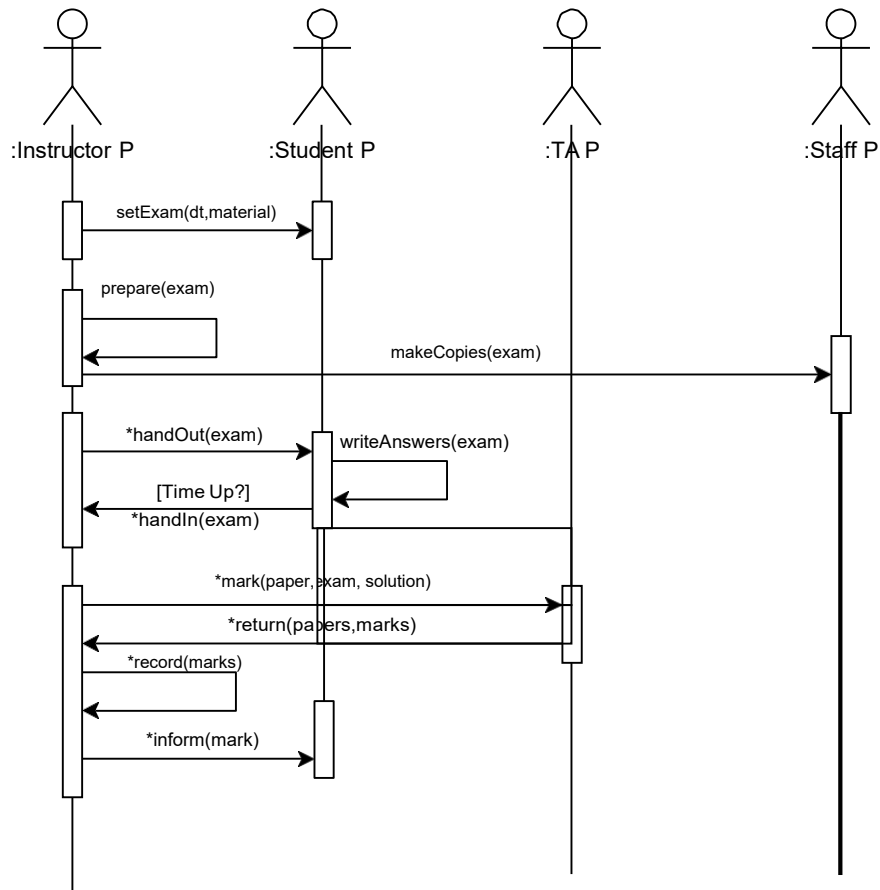 :Instructor P
:Student P
:TA P
:Staff P
setExam(dt,material)
prepare(exam)
makeCopies(exam)
*handOut(exam)
writeAnswers(exam)
[Time Up?]
*handIn(exam)
*mark(paper,exam, solution)
*return(papers,marks)
*record(marks)
*inform(mark)